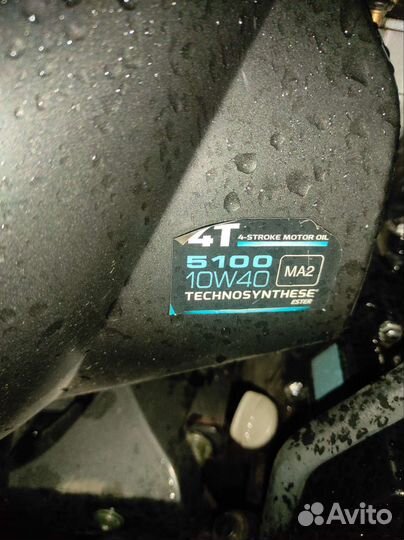 4T 4-STROKE MOTOR OIL
5100
10W40 MA2
TECHNOSYNTHESE®
ESTER
Avito